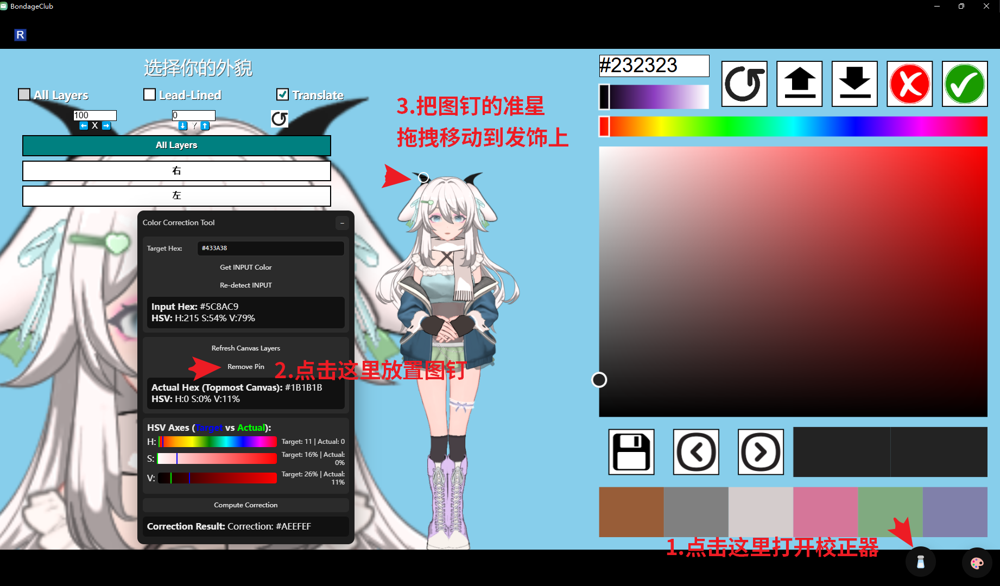 BondageClub
R
选择你的外貌
All Layers
Lead-Lined
Translate
100
0
X
Y
All Layers
右
左
#232323
3.把图钉的准星
拖拽移动到发饰上
Color Correction Tool
Target Hex:
#433A38
Get INPUT Color
Re-detect INPUT
Input Hex: #5C8AC9
HSV: H:215 S:54% V:79%
Refresh Canvas Layers
Remove Pin
2.点击这里放置图钉
Actual Hex (Topmost Canvas): #1B1B1B
HSV: H:0 S:0% V:11%
HSV Axes (Target vs Actual):
H:
Target: 11 | Actual: 0
S:
Target: 16% | Actual:
0%
V:
Target: 26% | Actual:
11%
Compute Correction
Correction Result: Correction: #AEEFEF
1.点击这里打开校正器